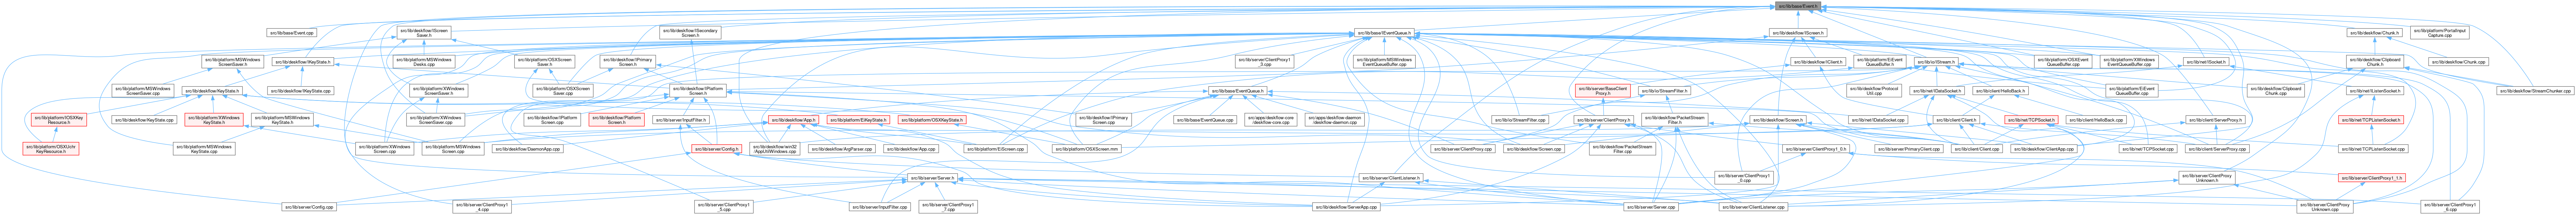 src/lib/base/Event.h
src/lib/base/Event.cpp
src/lib/deskflow/IScreen
Saver.h
src/lib/deskflow/ISecondary
Screen.h
src/lib/base/IEventQueue.h
src/lib/deskflow/IScreen.h
src/lib/deskflow/Chunk.h
src/lib/platform/PortalInput
Capture.cpp
src/lib/platform/MSWindows
ScreenSaver.h
src/lib/deskflow/IKeyState.h
src/lib/platform/MSWindows
Desks.cpp
src/lib/platform/OSXScreen
Saver.h
src/lib/deskflow/IPrimary
Screen.h
src/lib/server/ClientProxy1
_3.cpp
src/lib/platform/MSWindows
EventQueueBuffer.cpp
src/lib/deskflow/IClient.h
src/lib/platform/EiEvent
QueueBuffer.h
src/lib/io/IStream.h
src/lib/platform/OSXEvent
QueueBuffer.cpp
src/lib/platform/XWindows
EventQueueBuffer.cpp
src/lib/net/ISocket.h
src/lib/deskflow/Clipboard
Chunk.h
src/lib/deskflow/Chunk.cpp
src/lib/platform/MSWindows
ScreenSaver.cpp
src/lib/deskflow/KeyState.h
src/lib/deskflow/IKeyState.cpp
src/lib/platform/XWindows
ScreenSaver.h
src/lib/platform/OSXScreen
Saver.cpp
src/lib/deskflow/IPlatform
Screen.h
src/lib/base/EventQueue.h
src/lib/server/BaseClient
Proxy.h
src/lib/io/StreamFilter.h
src/lib/deskflow/Protocol
Util.cpp
src/lib/net/IDataSocket.h
src/lib/client/HelloBack.h
src/lib/platform/EiEvent
QueueBuffer.cpp
src/lib/deskflow/Clipboard
Chunk.cpp
src/lib/net/IListenSocket.h
src/lib/deskflow/StreamChunker.cpp
src/lib/platform/IOSXKey
Resource.h
src/lib/deskflow/KeyState.cpp
src/lib/platform/XWindows
KeyState.h
src/lib/platform/MSWindows
KeyState.h
src/lib/platform/XWindows
ScreenSaver.cpp
src/lib/deskflow/IPlatform
Screen.cpp
src/lib/deskflow/Platform
Screen.h
src/lib/server/InputFilter.h
src/lib/deskflow/App.h
src/lib/platform/EiKeyState.h
src/lib/platform/OSXKeyState.h
src/lib/deskflow/IPrimary
Screen.cpp
src/lib/base/EventQueue.cpp
src/apps/deskflow-core
/deskflow-core.cpp
src/apps/deskflow-daemon
/deskflow-daemon.cpp
src/lib/io/StreamFilter.cpp
src/lib/server/ClientProxy.h
src/lib/deskflow/PacketStream
Filter.h
src/lib/deskflow/Screen.h
src/lib/net/IDataSocket.cpp
src/lib/client/Client.h
src/lib/net/TCPSocket.h
src/lib/client/HelloBack.cpp
src/lib/client/ServerProxy.h
src/lib/net/TCPListenSocket.h
src/lib/platform/OSXUchr
KeyResource.h
src/lib/platform/MSWindows
KeyState.cpp
src/lib/platform/XWindows
Screen.cpp
src/lib/platform/MSWindows
Screen.cpp
src/lib/deskflow/DaemonApp.cpp
src/lib/server/Config.h
src/lib/deskflow/win32
/AppUtilWindows.cpp
src/lib/deskflow/ArgParser.cpp
src/lib/deskflow/App.cpp
src/lib/platform/EiScreen.cpp
src/lib/platform/OSXScreen.mm
src/lib/server/ClientProxy.cpp
src/lib/deskflow/Screen.cpp
src/lib/deskflow/PacketStream
Filter.cpp
src/lib/server/ClientProxy1_0.h
src/lib/server/PrimaryClient.cpp
src/lib/client/Client.cpp
src/lib/deskflow/ClientApp.cpp
src/lib/net/TCPSocket.cpp
src/lib/client/ServerProxy.cpp
src/lib/net/TCPListenSocket.cpp
src/lib/server/Server.h
src/lib/server/ClientListener.h
src/lib/server/ClientProxy1
_0.cpp
src/lib/server/ClientProxy
Unknown.h
src/lib/server/ClientProxy1_1.h
src/lib/server/Config.cpp
src/lib/server/ClientProxy1
_4.cpp
src/lib/server/ClientProxy1
_5.cpp
src/lib/server/InputFilter.cpp
src/lib/server/ClientProxy1
_7.cpp
src/lib/deskflow/ServerApp.cpp
src/lib/server/Server.cpp
src/lib/server/ClientListener.cpp
src/lib/server/ClientProxy
Unknown.cpp
src/lib/server/ClientProxy1
_6.cpp